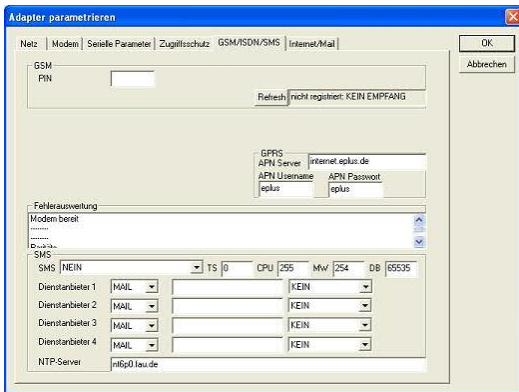 Adapter parametrieren
Netz Modem Serielle Parameter Zugriffsschutz GSM/ISDN/SMS Internet/Mail
OK
Abbrechen
GSM
PIN
Refresh nicht registriert: KEIN EMPFANG
GPRS
APN Server internet.eplus.de
APN Username APN Passwort
eplus eplus
Fehlerauswertung
Modem bereit
--------
--------
SMS
SMS NEIN TS 0 CPU 255 MW 254 DB 65535
Dienstanbieter 1 MAIL KEIN
Dienstanbieter 2 MAIL KEIN
Dienstanbieter 3 MAIL KEIN
Dienstanbieter 4 MAIL KEIN
NTP-Server ntp0.fau.de